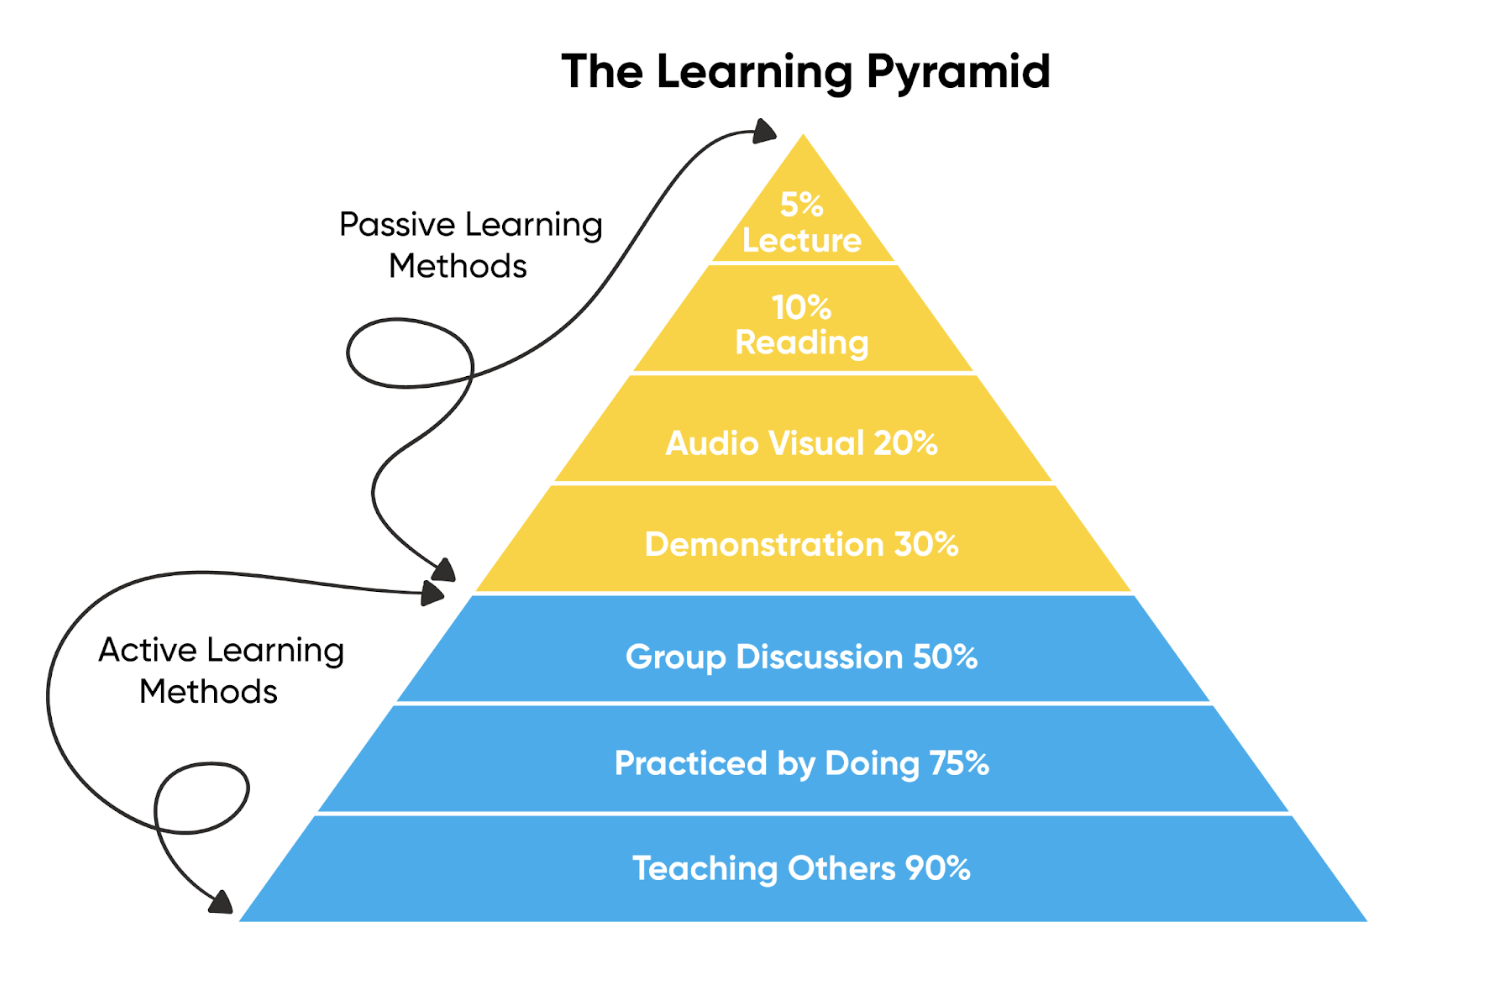 The Learning Pyramid
Passive Learning
Methods
5%
Lecture
10%
Reading
Audio Visual 20%
Demonstration 30%
Active Learning
Methods
Group Discussion 50%
Practiced by Doing 75%
Teaching Others 90%